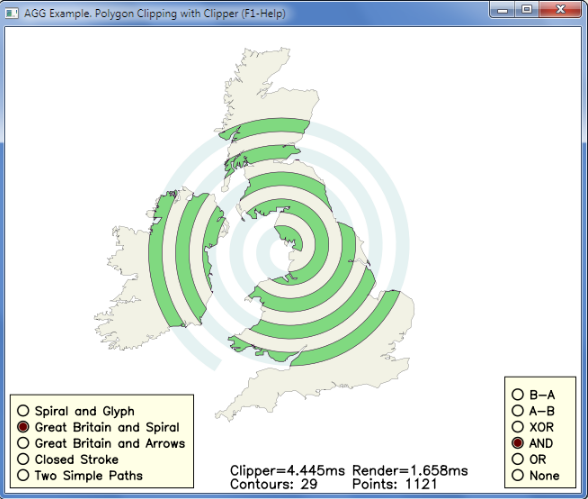 AGG Example. Polygon Clipping with Clipper (F1-Help)
Spiral and Glyph
Great Britain and Spiral
Great Britain and Arrows
Closed Stroke
Two Simple Paths
Clipper=4.445ms Render=1.658ms
Contours: 29 Points: 1121
B-A
A-B
XOR
AND
OR
None